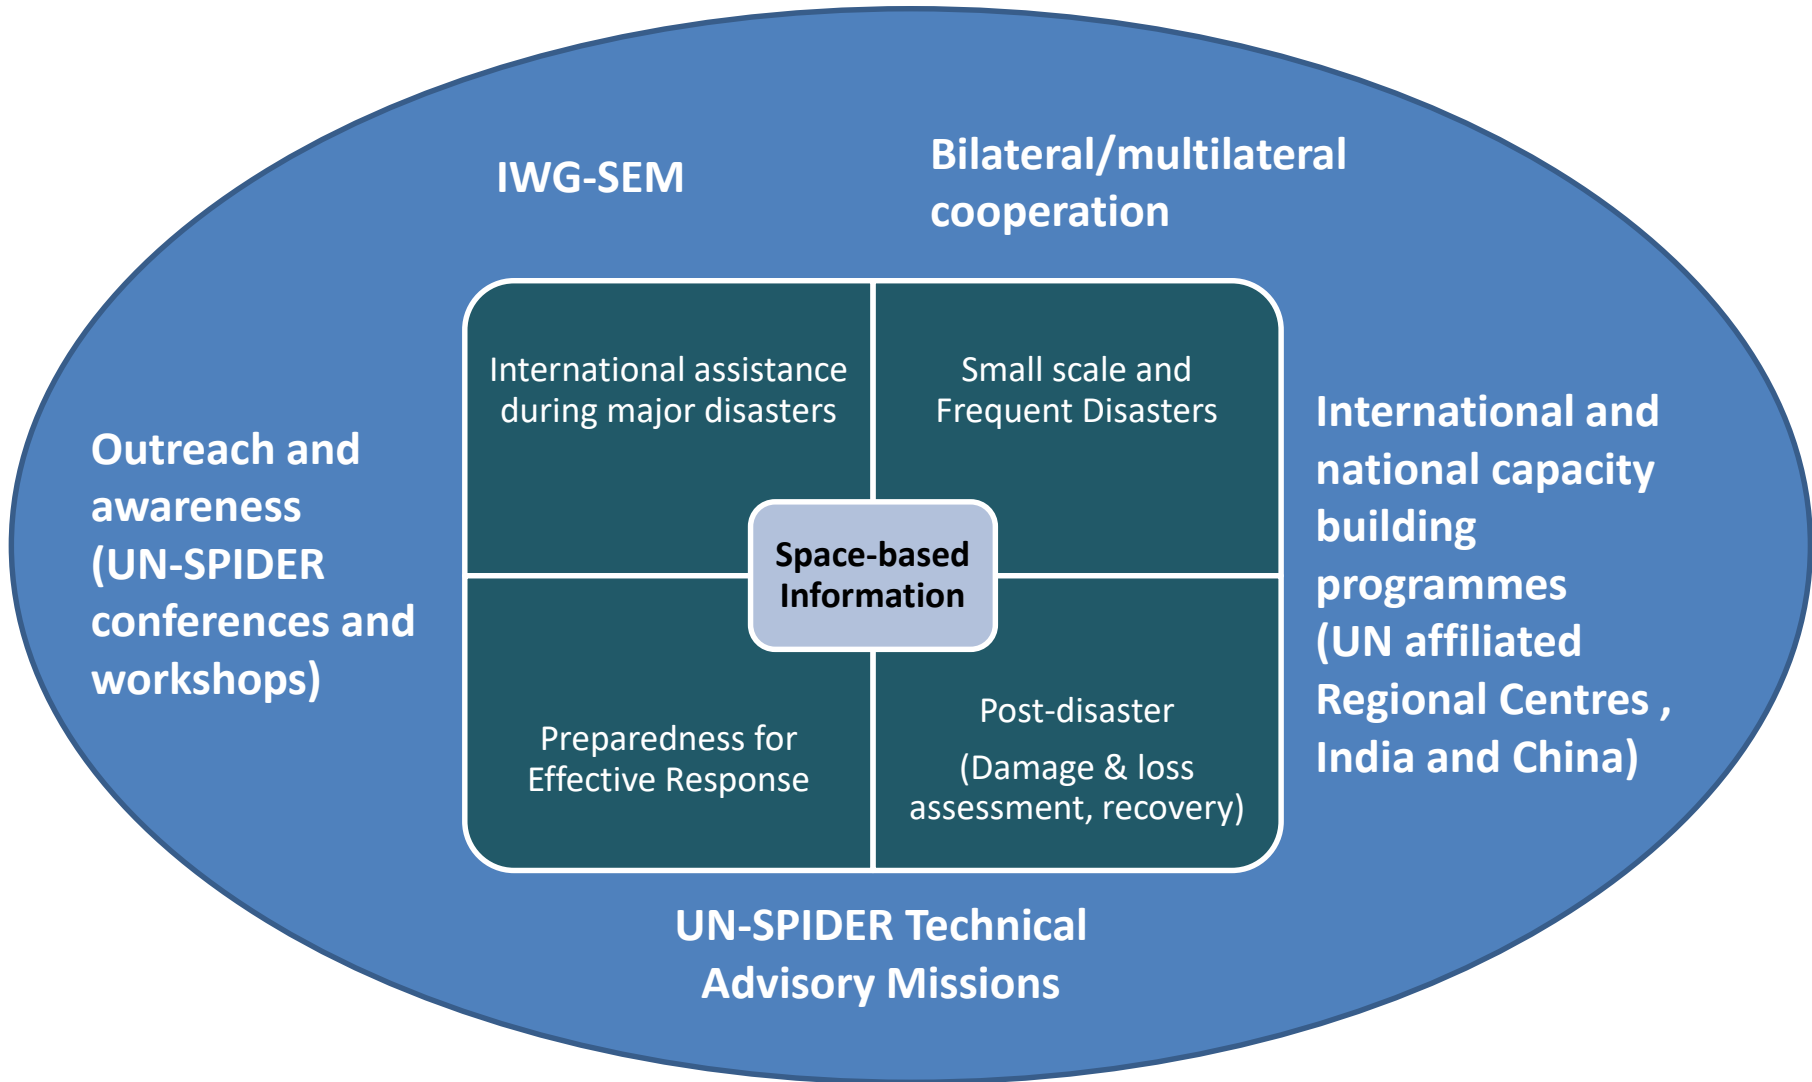 IWG-SEM
Bilateral/multilateral
cooperation
International assistance
during major disasters
Small scale and
Frequent Disasters
Outreach and
awareness
(UN-SPIDER
conferences and
workshops)
Space-based
Information
International and
national capacity
building
programmes
(UN affiliated
Regional Centres ,
India and China)
Preparedness for
Effective Response
Post-disaster
(Damage & loss
assessment, recovery)
UN-SPIDER Technical
Advisory Missions